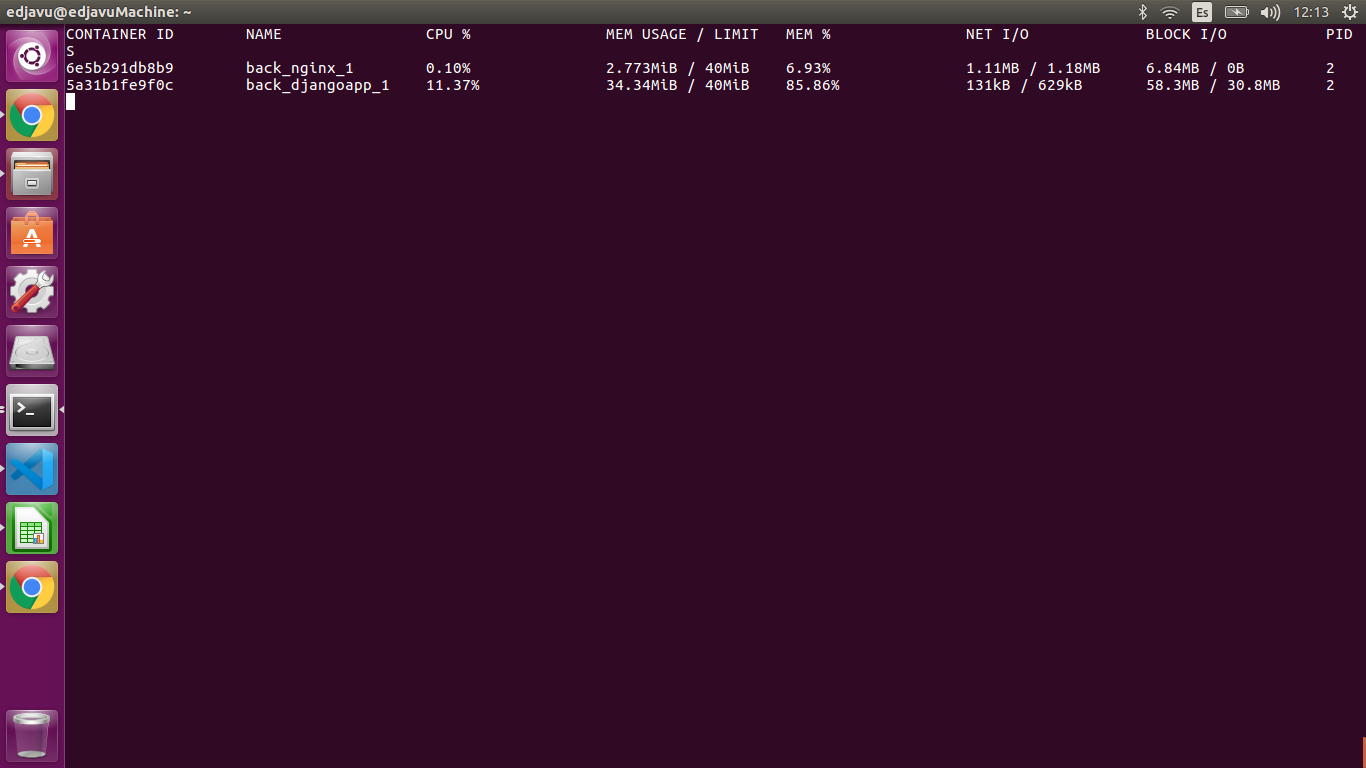 edjavu@edjavuMachine: ~ Es 12:13
CONTAINER ID NAME CPU % MEM USAGE / LIMIT MEM % NET I/O BLOCK I/O PID
S
6e5b291db8b9 back_nginx_1 0.10% 2.773MiB / 40MiB 6.93% 1.11MB / 1.18MB 6.84MB / 0B 2
5a31b1fe9f0c back_djangoapp_1 11.37% 34.34MiB / 40MiB 85.86% 131kB / 629kB 58.3MB / 30.8MB 2